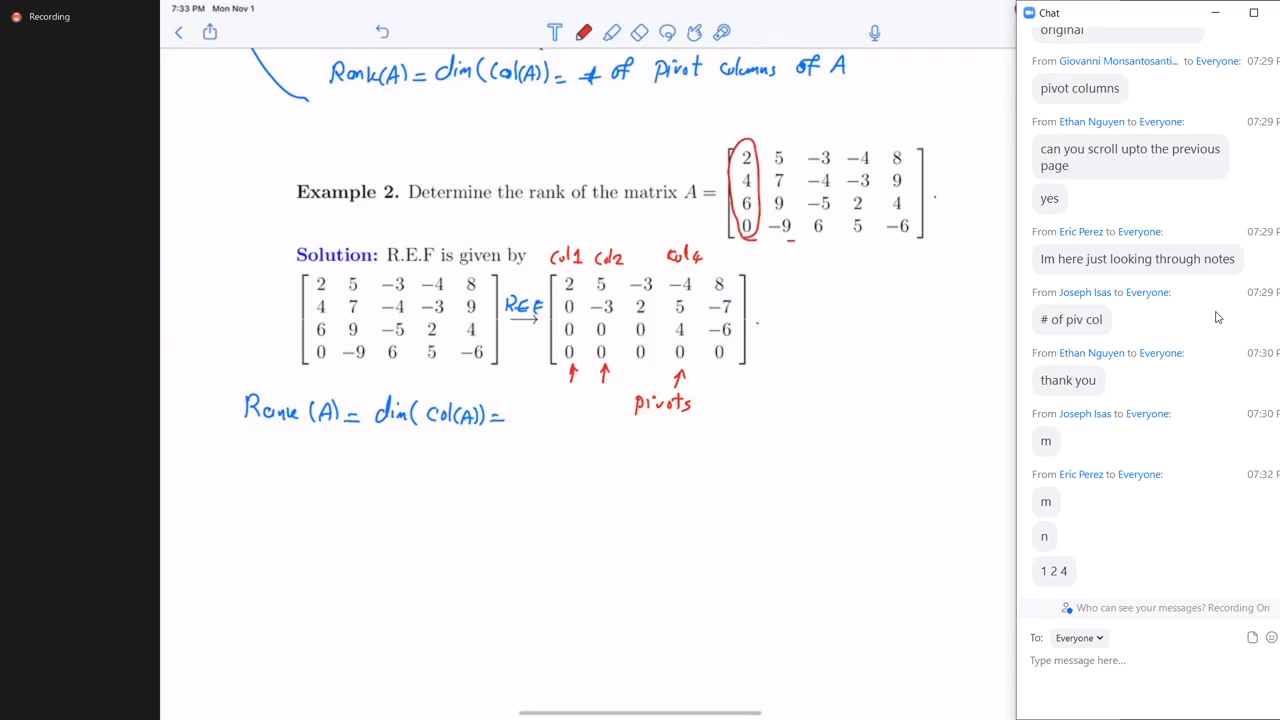 Recording
7:33 PM Mon Nov 1
Rank(A) = dim(Col(A)) = # of Pivot Columns of A
Example 2. Determine the rank of the matrix A =
2 5 −3 −4 8
4 7 −4 −3 9
6 9 −5 2 4
0 −9 6 5 −6
.
Solution: R.E.F is given by
Col1 Col2 Col4
2 5 −3 −4 8
4 7 −4 −3 9
6 9 −5 2 4
0 −9 6 5 −6
R.E.F
→
2 5 −3 −4 8
0 −3 2 5 −7
0 0 0 4 −6
0 0 0 0 0
.
Pivots
Rank (A) = dim( Col(A)) =
Chat
original
From Giovanni Monsantosanti... to Everyone: 07:29 P
pivot columns
From Ethan Nguyen to Everyone: 07:29 P
can you scroll upto the previous
page
yes
From Eric Perez to Everyone: 07:29 P
Im here just looking through notes
From Joseph Isas to Everyone: 07:29 P
# of piv col
From Ethan Nguyen to Everyone: 07:30 P
thank you
From Joseph Isas to Everyone: 07:30 P
m
From Eric Perez to Everyone: 07:32 P
m
n
1 2 4
Who can see your messages? Recording On
To: Everyone
Type message here...